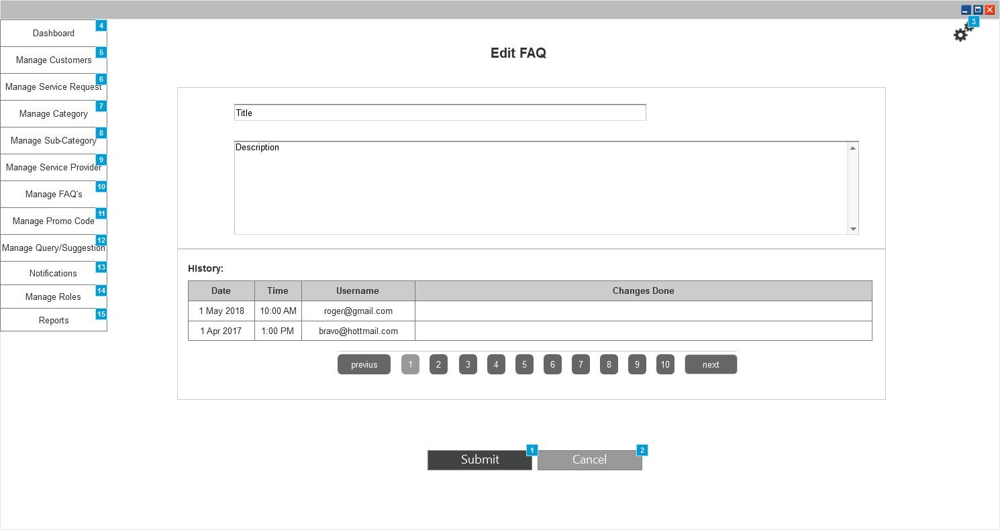 3
4
Dashboard
5
Manage Customers
6
Manage Service Request
7
Manage Category
8
Manage Sub-Category
9
Manage Service Provider
10
Manage FAQ's
11
Manage Promo Code
12
Manage Query/Suggestion
13
Notifications
14
Manage Roles
15
Reports
Edit FAQ
Title
Description
History:
Date Time Username Changes Done
1 May 2018 10:00 AM roger@gmail.com
1 Apr 2017 1:00 PM bravo@hottmail.com
previus 1 2 3 4 5 6 7 8 9 10 next
1 2
Submit Cancel